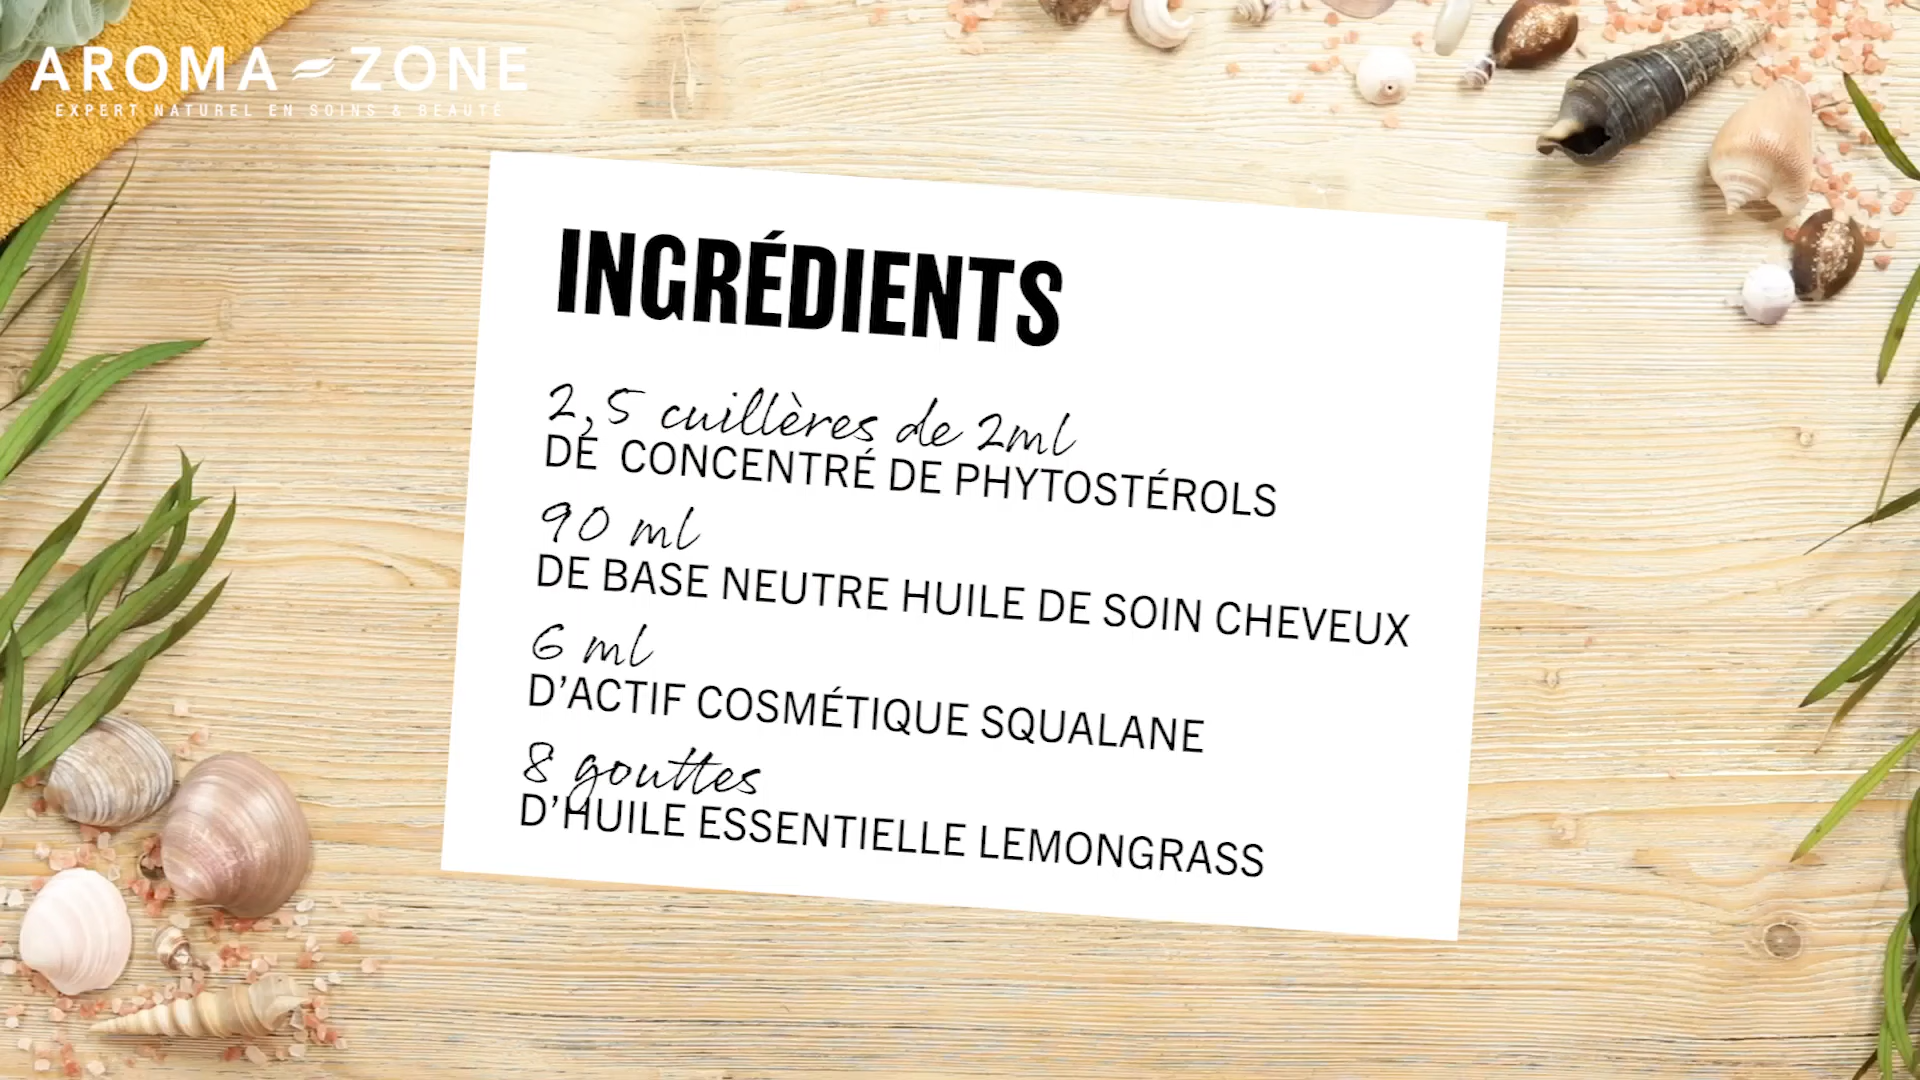 AROMA-ZONE
EXPERT NATUREL EN SOINS & BEAUTÉ
INGRÉDIENTS
2,5 cuillères de 2ml
DE CONCENTRÉ DE PHYTOSTÉROLS
90 ml
DE BASE NEUTRE HUILE DE SOIN CHEVEUX
6 ml
D'ACTIF COSMÉTIQUE SQUALANE
8 gouttes
D'HUILE ESSENTIELLE LEMONGRASS